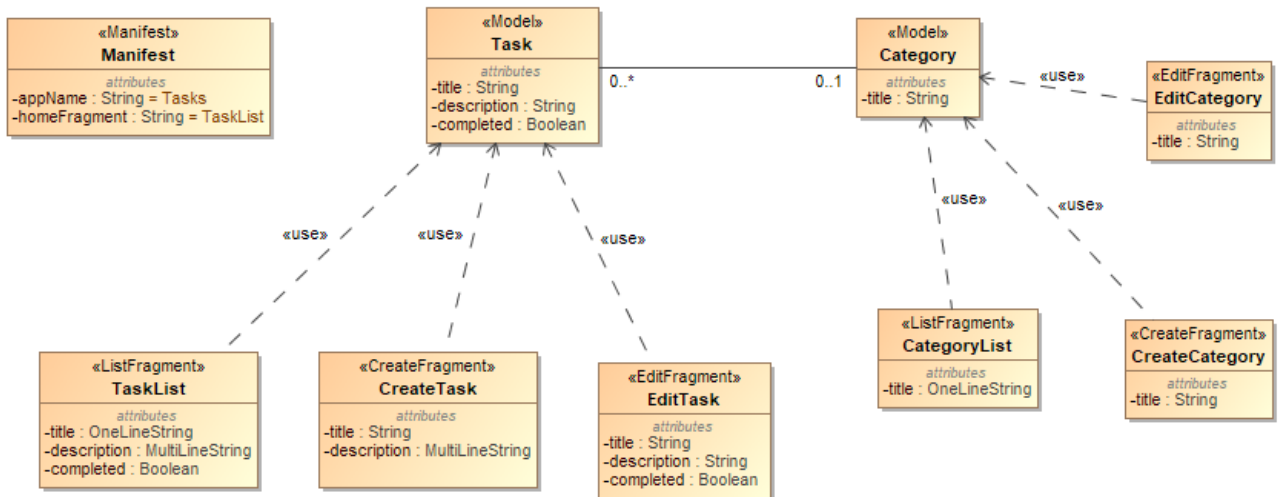 «Manifest»
Manifest
attributes
-appName : String = Tasks
-homeFragment : String = TaskList
«Model»
Task
attributes
-title : String
-description : String
-completed : Boolean
0..*
0..1
«Model»
Category
attributes
-title : String
«use»
«EditFragment»
EditCategory
attributes
-title : String
«use»
«use»
«use»
«use»
«use»
«ListFragment»
TaskList
attributes
-title : OneLineString
-description : MultiLineString
-completed : Boolean
«CreateFragment»
CreateTask
attributes
-title : String
-description : MultiLineString
«EditFragment»
EditTask
attributes
-title : String
-description : String
-completed : Boolean
«ListFragment»
CategoryList
attributes
-title : OneLineString
«CreateFragment»
CreateCategory
attributes
-title : String